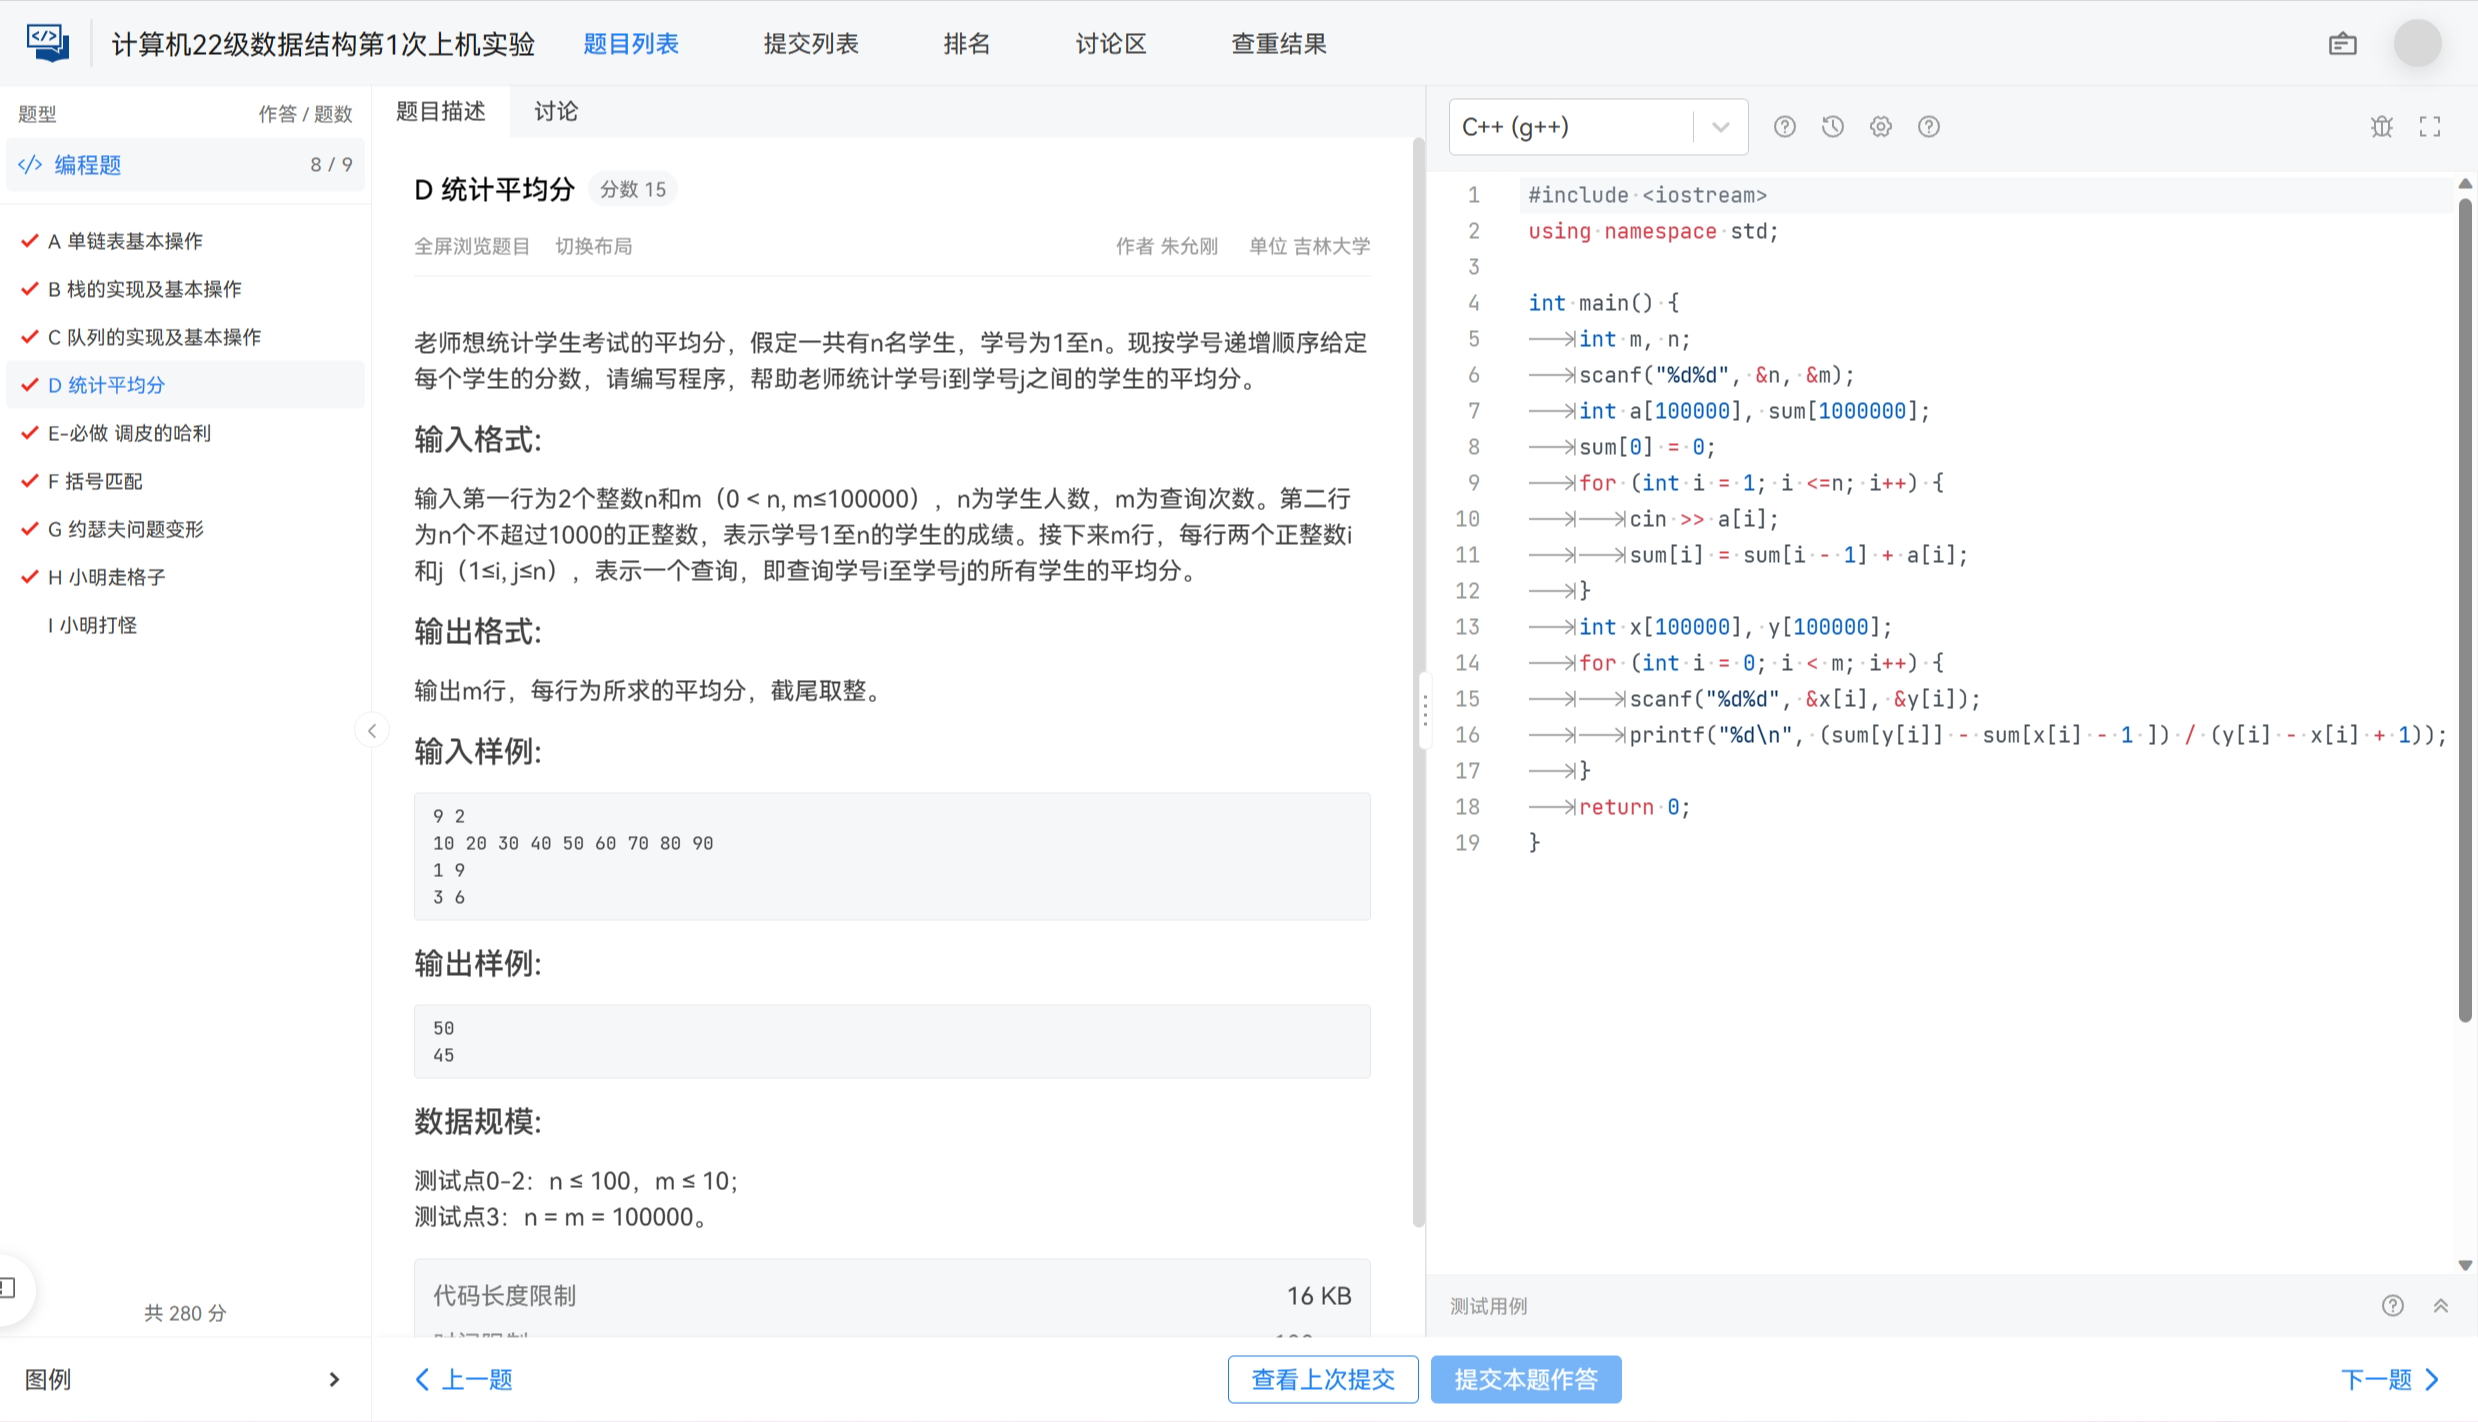 计算机22级数据结构第1次上机实验 题目列表 提交列表 排名 讨论区 查重结果
题型 作答 / 题数
</> 编程题 8 / 9
A 单链表基本操作
B 栈的实现及基本操作
C 队列的实现及基本操作
D 统计平均分
E-必做 调皮的哈利
F 括号匹配
G 约瑟夫问题变形
H 小明走格子
I 小明打怪
共 280 分
图例
题目描述 讨论
D 统计平均分 分数 15
全屏浏览题目 切换布局 作者 朱允刚 单位 吉林大学
老师想统计学生考试的平均分，假定一共有n名学生，学号为1至n。现按学号递增顺序给定
每个学生的分数，请编写程序，帮助老师统计学号i到学号j之间的学生的平均分。
输入格式:
输入第一行为2个整数n和m（0 < n, m≤100000），n为学生人数，m为查询次数。第二行
为n个不超过1000的正整数，表示学号1至n的学生的成绩。接下来m行，每行两个正整数i
和j（1≤i, j≤n），表示一个查询，即查询学号i至学号j的所有学生的平均分。
输出格式:
输出m行，每行为所求的平均分，截尾取整。
输入样例:
9 2
10 20 30 40 50 60 70 80 90
1 9
3 6
输出样例:
50
45
数据规模:
测试点0-2：n ≤ 100，m ≤ 10;
测试点3：n = m = 100000。
代码长度限制 16 KB
上一题 查看上次提交 提交本题作答 下一题
C++ (g++)
1 #include <iostream>
2 using namespace std;
3
4 int main() {
5 int m, n;
6 scanf("%d%d", &n, &m);
7 int a[100000], sum[1000000];
8 sum[0] = 0;
9 for (int i = 1; i <=n; i++) {
10 cin >> a[i];
11 sum[i] = sum[i - 1] + a[i];
12 }
13 int x[100000], y[100000];
14 for (int i = 0; i < m; i++) {
15 scanf("%d%d", &x[i], &y[i]);
16 printf("%d\n", (sum[y[i]] - sum[x[i] - 1 ]) / (y[i] - x[i] + 1));
17 }
18 return 0;
19 }
测试用例